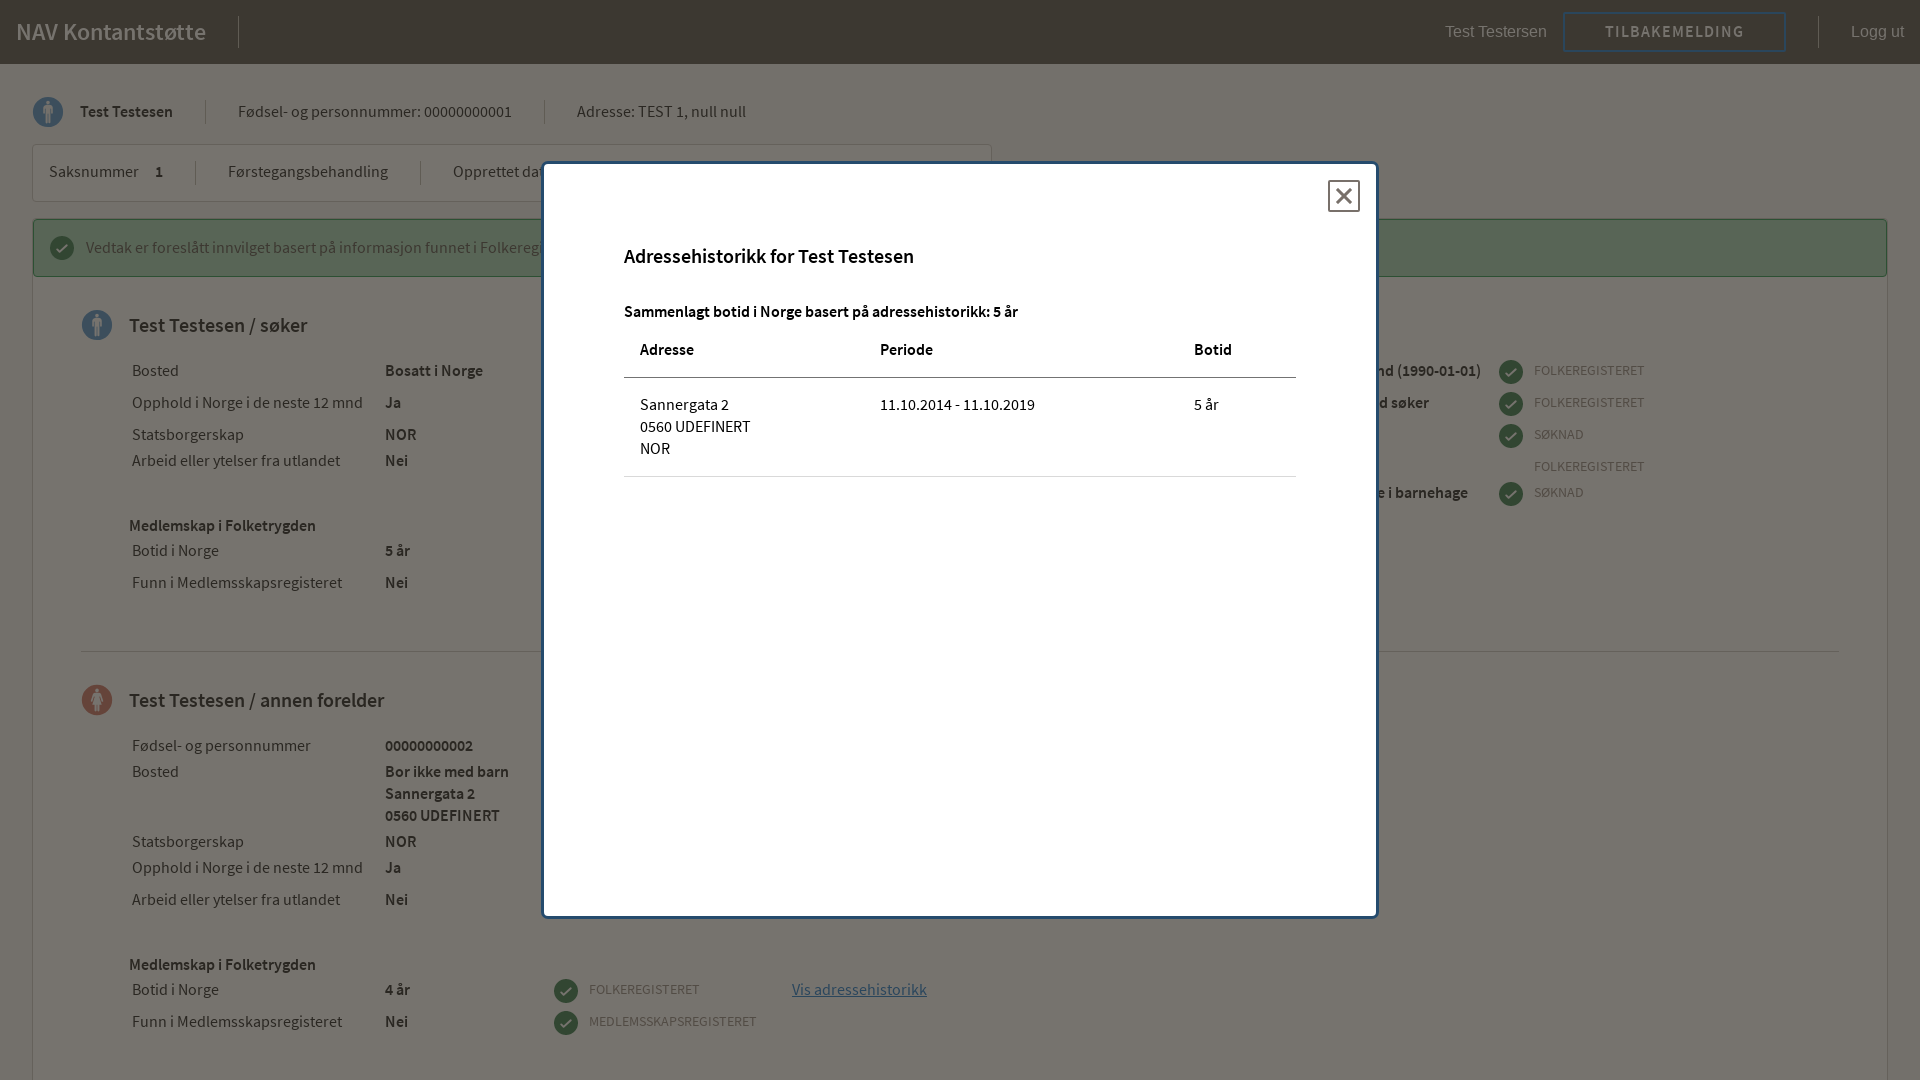 NAV Kontantstøtte
Test Testersen
TILBAKEMELDING
Logg ut
Test Testesen
Fødsel- og personnummer: 00000000001
Adresse: TEST 1, null null
Saksnummer 1
Førstegangsbehandling
Opprettet
Vedtak er foreslått innvilget basert på informasjon funnet i
Adressehistorikk for Test Testesen
Sammenlagt botid i Norge basert på adressehistorikk: 5 år
Adresse Periode Botid
Sannergata 2 11.10.2014 - 11.10.2019 5 år
0560 UDEFINERT
NOR
Test Testesen / søker
Bosted Bosatt i Norge
Opphold i Norge i de neste 12 mnd Ja
Statsborgerskap NOR
Arbeid eller ytelser fra utlandet Nei
Medlemskap i Folketrygden
Botid i Norge 5 år
Funn i Medlemsskapsregisteret Nei
(1990-01-01) FOLKEREGISTERET
søker FOLKEREGISTERET
SØKNAD
FOLKEREGISTERET
i barnehage SØKNAD
Test Testesen / annen forelder
Fødsel- og personnummer 00000000002
Bosted Bor ikke med barn
Sannergata 2
0560 UDEFINERT
Statsborgerskap NOR
Opphold i Norge i de neste 12 mnd Ja
Arbeid eller ytelser fra utlandet Nei
Medlemskap i Folketrygden
Botid i Norge 4 år FOLKEREGISTERET Vis adressehistorikk
Funn i Medlemsskapsregisteret Nei MEDLEMSSKAPSREGISTERET